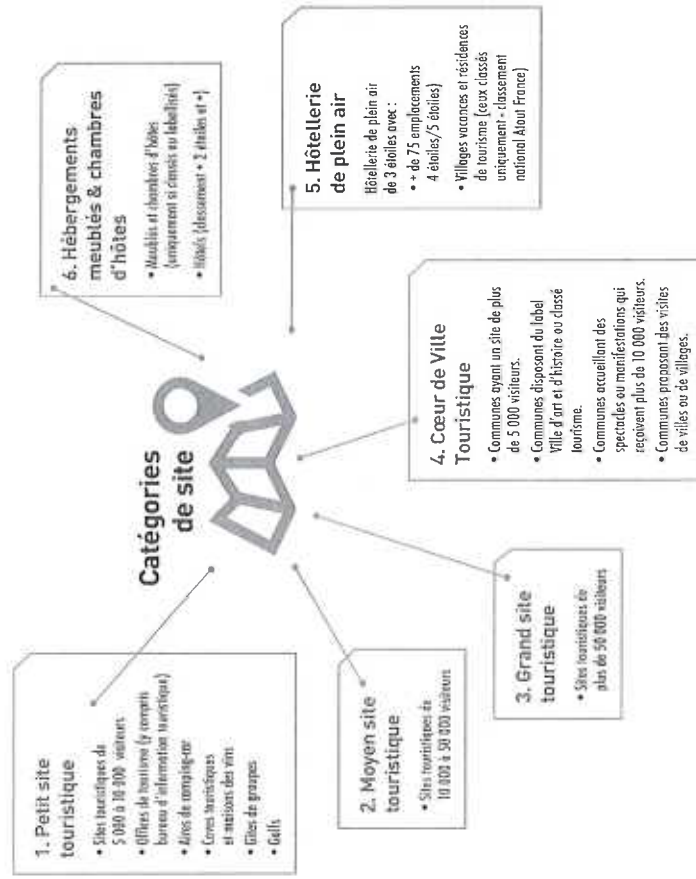 Catégories
de site
1. Petit site
touristique
• Sites touristiques de
5 000 à 10 000 visiteurs
• Offices de tourisme (y compris
bureau d'information touristique)
• Aires de camping-car
• Caves touristiques
et maisons des vins
• Gîtes de groupes
• Golfs
2. Moyen site
touristique
• Sites touristiques de
10 000 à 50 000 visiteurs
3. Grand site
touristique
• Sites touristiques de
plus de 50 000 visiteurs
4. Cœur de Ville
Touristique
• Communes ayant un site de plus
de 5 000 visiteurs.
• Communes disposant du label
Ville d'art et d'histoire ou classé
tourisme.
• Communes accueillant des
spectacles ou manifestations qui
reçoivent plus de 10 000 visiteurs.
• Communes proposant des visites
de villes ou de villages.
5. Hôtellerie
de plein air
Hôtellerie de plein air
de 3 étoiles avec :
• + de 75 emplacements
4 étoiles/5 étoiles)
• Villages vacances et résidences
de tourisme (ceux classés
uniquement = classement
national Atout France)
6. Hébergements
meublés & chambres
d'hôtes
• Meublés et chambres d'hôtes
(uniquement si classés ou labellisés)
• Hôtels (classement + 2 étoiles et +)